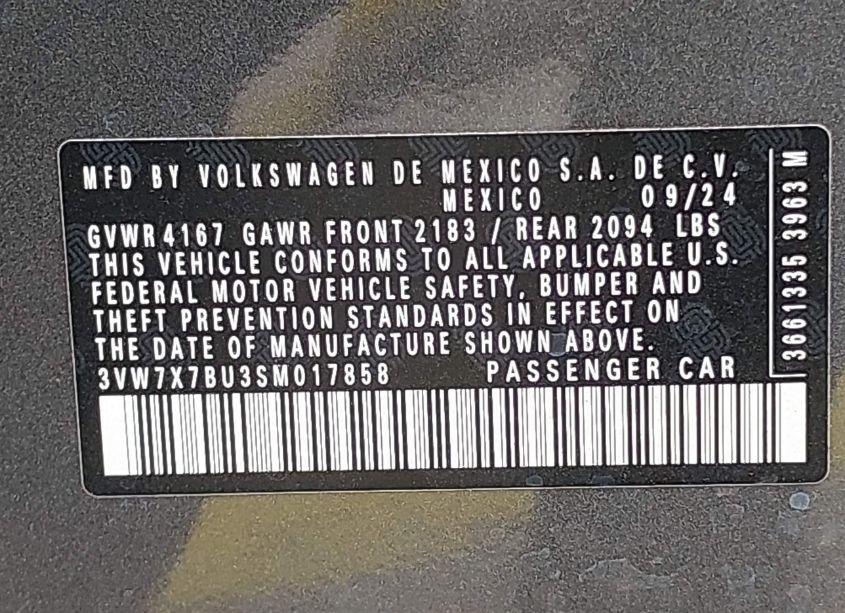 MFD BY VOLKSWAGEN DE MEXICO S.A. DE C.V.
MEXICO 09/24
GVWR 4167 GAWR FRONT 2183 / REAR 2094 LBS
THIS VEHICLE CONFORMS TO ALL APPLICABLE U.S.
FEDERAL MOTOR VEHICLE SAFETY, BUMPER AND
THEFT PREVENTION STANDARDS IN EFFECT ON
THE DATE OF MANUFACTURE SHOWN ABOVE.
3VW7X7BU3SM017858 PASSENGER CAR
3661335 3963 M